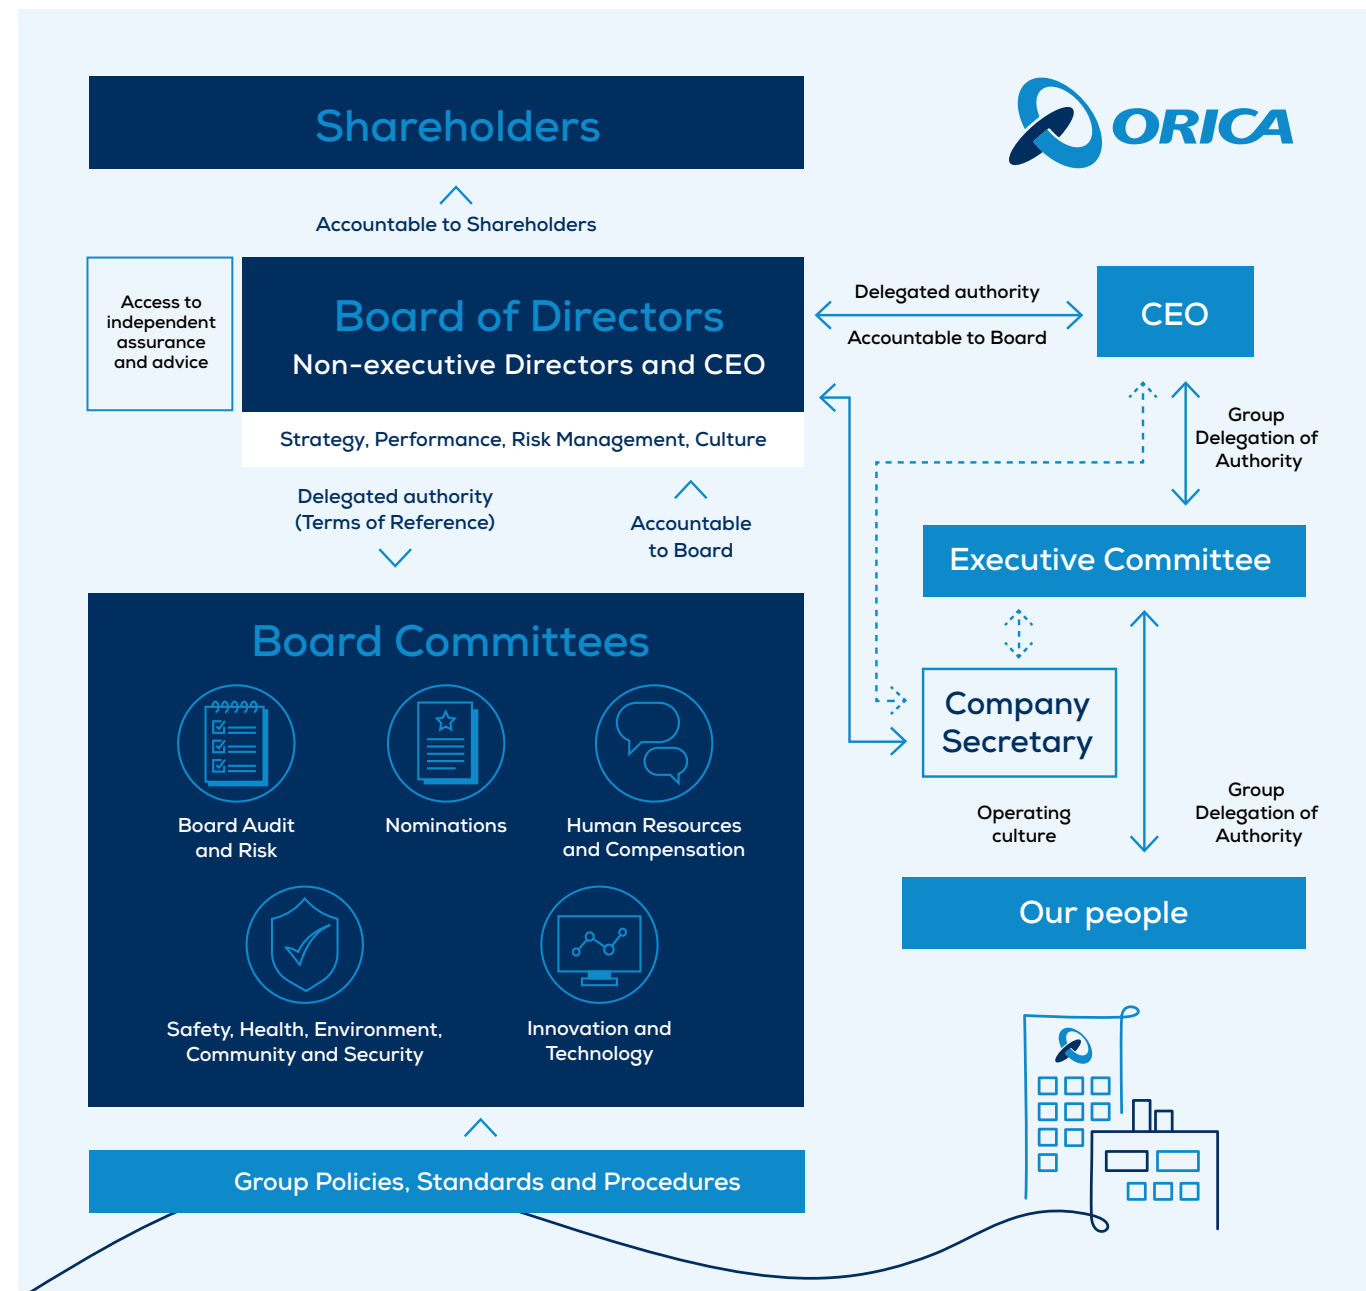 Shareholders
ORICA
Accountable to Shareholders
Access to
independent
assurance
and advice
Board of Directors
Non-executive Directors and CEO
Strategy, Performance, Risk Management, Culture
Delegated authority
Accountable to Board
CEO
Group
Delegation of
Authority
Delegated authority
(Terms of Reference)
Accountable
to Board
Executive Committee
Board Committees
Board Audit
and Risk
Nominations
Human Resources
and Compensation
Safety, Health, Environment,
Community and Security
Innovation and
Technology
Company
Secretary
Operating
culture
Group
Delegation of
Authority
Our people
Group Policies, Standards and Procedures